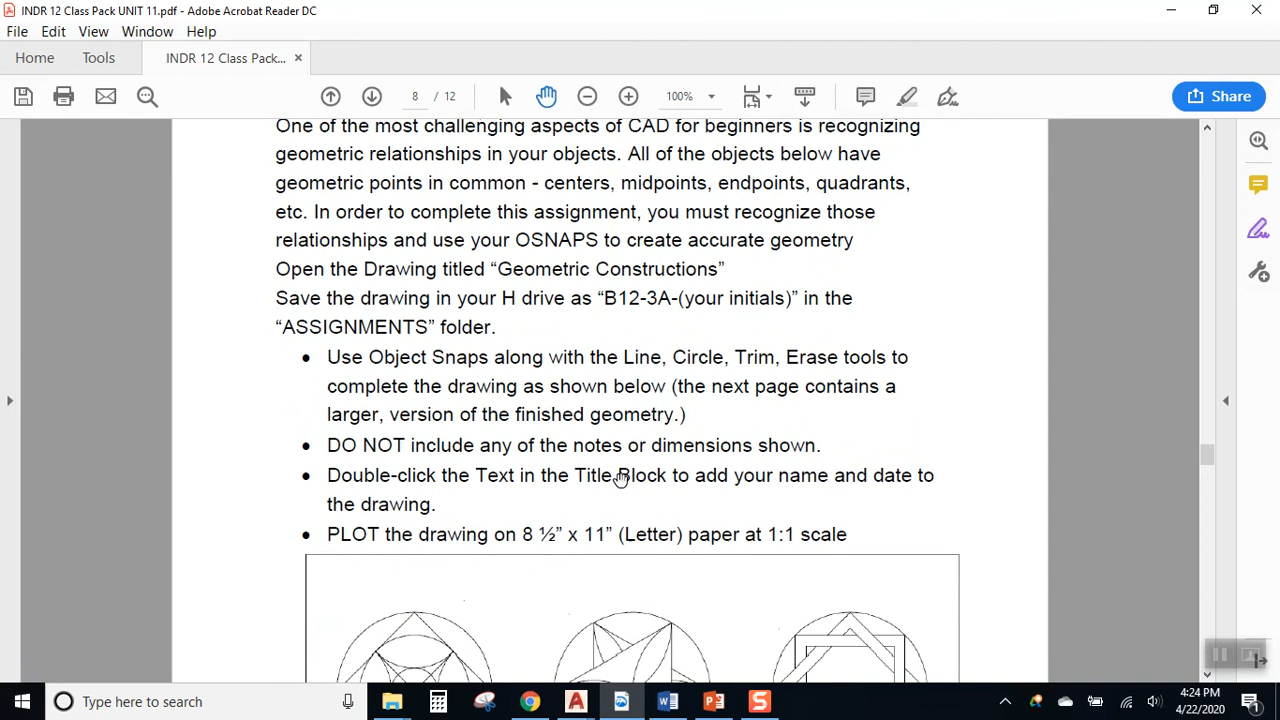 INDR 12 Class Pack UNIT 11.pdf - Adobe Acrobat Reader DC
File Edit View Window Help
Home Tools INDR 12 Class Pack... ×
8 / 12 100% Share
One of the most challenging aspects of CAD for beginners is recognizing
geometric relationships in your objects. All of the objects below have
geometric points in common - centers, midpoints, endpoints, quadrants,
etc. In order to complete this assignment, you must recognize those
relationships and use your OSNAPS to create accurate geometry
Open the Drawing titled “Geometric Constructions”
Save the drawing in your H drive as “B12-3A-(your initials)” in the
“ASSIGNMENTS” folder.
• Use Object Snaps along with the Line, Circle, Trim, Erase tools to
complete the drawing as shown below (the next page contains a
larger, version of the finished geometry.)
• DO NOT include any of the notes or dimensions shown.
• Double-click the Text in the Title Block to add your name and date to
the drawing.
• PLOT the drawing on 8 ½” x 11” (Letter) paper at 1:1 scale
Type here to search
4:24 PM
4/22/2020